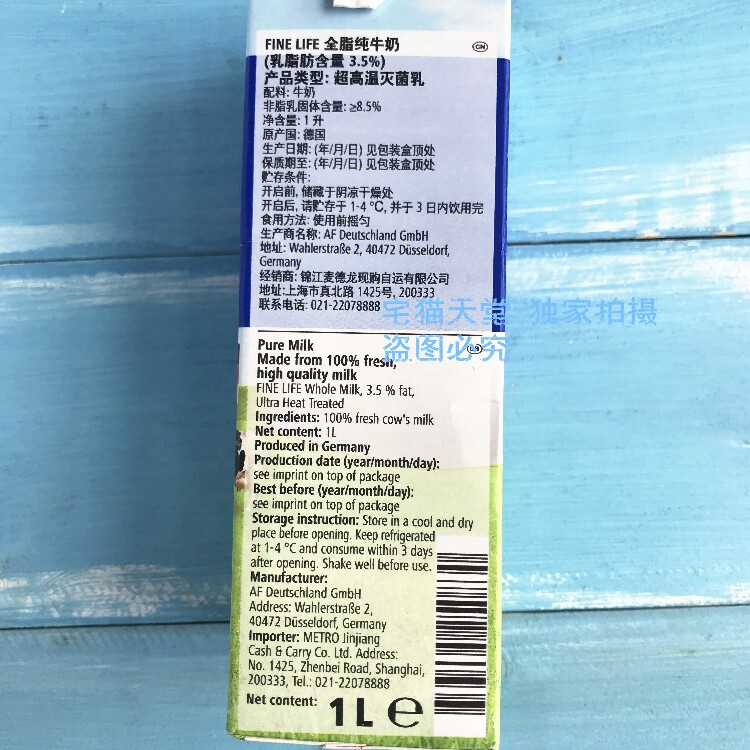 FINE LIFE 全脂纯牛奶
CN
(乳脂肪含量 3.5%)
产品类型: 超高温灭菌乳
配料: 牛奶
非脂乳固体含量: ≥8.5%
净含量: 1 升
原产国: 德国
生产日期: (年/月/日) 见包装盒顶处
保质期至: (年/月/日) 见包装盒顶处
贮存条件:
开启前, 储藏于阴凉干燥处
开启后, 请贮存于 1-4 °C, 并于 3 日内饮用完
食用方法: 使用前摇匀
生产商名称: AF Deutschland GmbH
地址: Wahlerstraße 2, 40472 Düsseldorf,
Germany
经销商: 锦江麦德龙现购自运有限公司
地址:上海市真北路 1425号, 200333
联系电话: 021-22078888
宅猫天堂 独家拍摄
盗图必究
Pure Milk
CN
Made from 100% fresh,
high quality milk
FINE LIFE Whole Milk, 3.5 % fat,
Ultra Heat Treated
Ingredients: 100% fresh cow's milk
Net content: 1L
Produced in Germany
Production date (year/month/day):
see imprint on top of package
Best before (year/month/day):
see imprint on top of package
Storage instruction: Store in a cool and dry
place before opening. Keep refrigerated
at 1-4 °C and consume within 3 days
after opening. Shake well before use.
Manufacturer:
AF Deutschland GmbH
Address: Wahlerstraße 2,
40472 Düsseldorf, Germany
Importer: METRO Jinjiang
Cash & Carry Co. Ltd. Address:
No. 1425, Zhenbei Road, Shanghai,
200333, Tel.: 021-22078888
Net content: 1L e